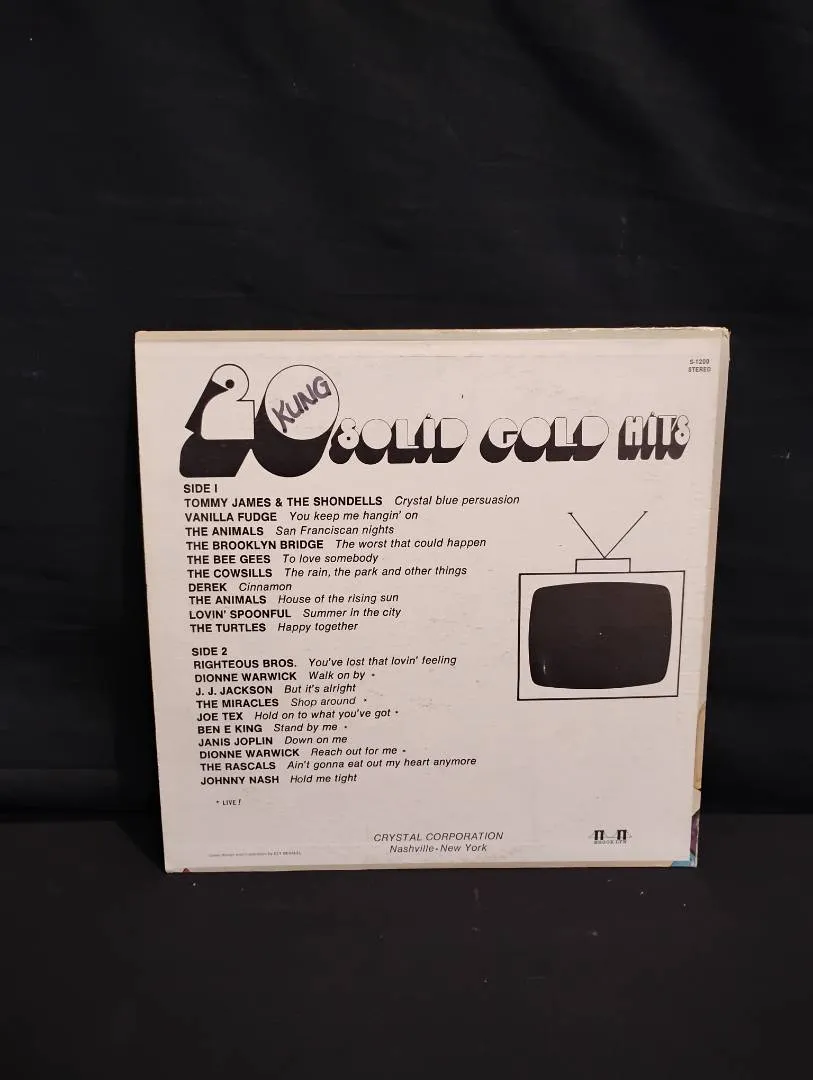 S-1200
STEREO
20 SOLID GOLD HITS
KUNG
SIDE I
TOMMY JAMES & THE SHONDELLS Crystal blue persuasion
VANILLA FUDGE You keep me hangin' on
THE ANIMALS San Franciscan nights
THE BROOKLYN BRIDGE The worst that could happen
THE BEE GEES To love somebody
THE COWSILLS The rain, the park and other things
DEREK Cinnamon
THE ANIMALS House of the rising sun
LOVIN' SPOONFUL Summer in the city
THE TURTLES Happy together
SIDE 2
RIGHTEOUS BROS. You've lost that lovin' feeling
DIONNE WARWICK Walk on by *
J. J. JACKSON But it's alright
THE MIRACLES Shop around *
JOE TEX Hold on to what you've got *
BEN E KING Stand by me *
JANIS JOPLIN Down on me
DIONNE WARWICK Reach out for me *
THE RASCALS Ain't gonna eat out my heart anymore
JOHNNY NASH Hold me tight
* LIVE!
CRYSTAL CORPORATION
Nashville - New York
BROOKLYN